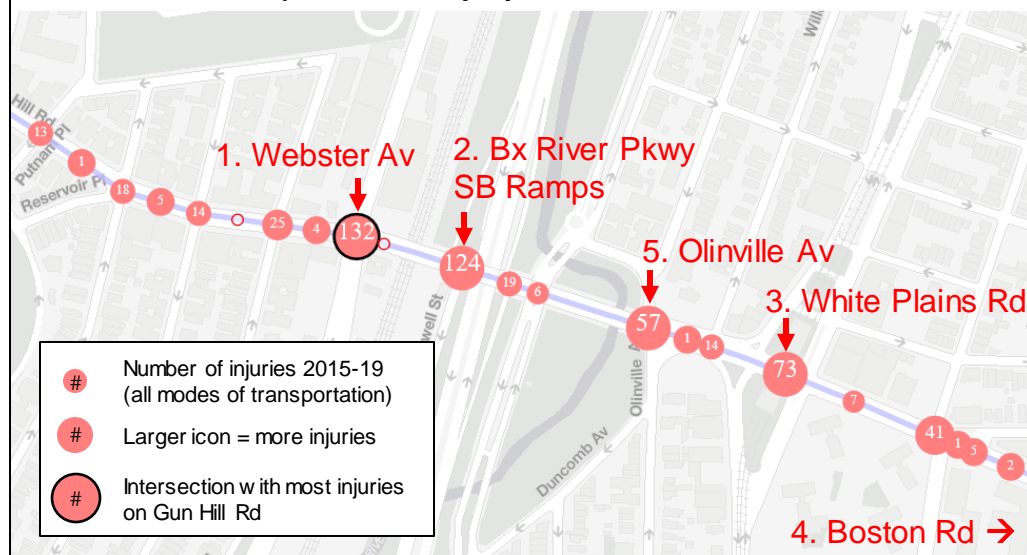 Hill Rd
Putnam Pl
Reservoir Pl
13
1
18
5
14
25
4
132
124
19
6
57
1
14
73
7
41
1
5
2
1. Webster Av
2. Bx River Pkwy
SB Ramps
5. Olinville Av
3. White Plains Rd
4. Boston Rd →
Olinville A
Duncomb Av
well St
# Number of injuries 2015-19
(all modes of transportation)
# Larger icon = more injuries
# Intersection with most injuries
on Gun Hill Rd